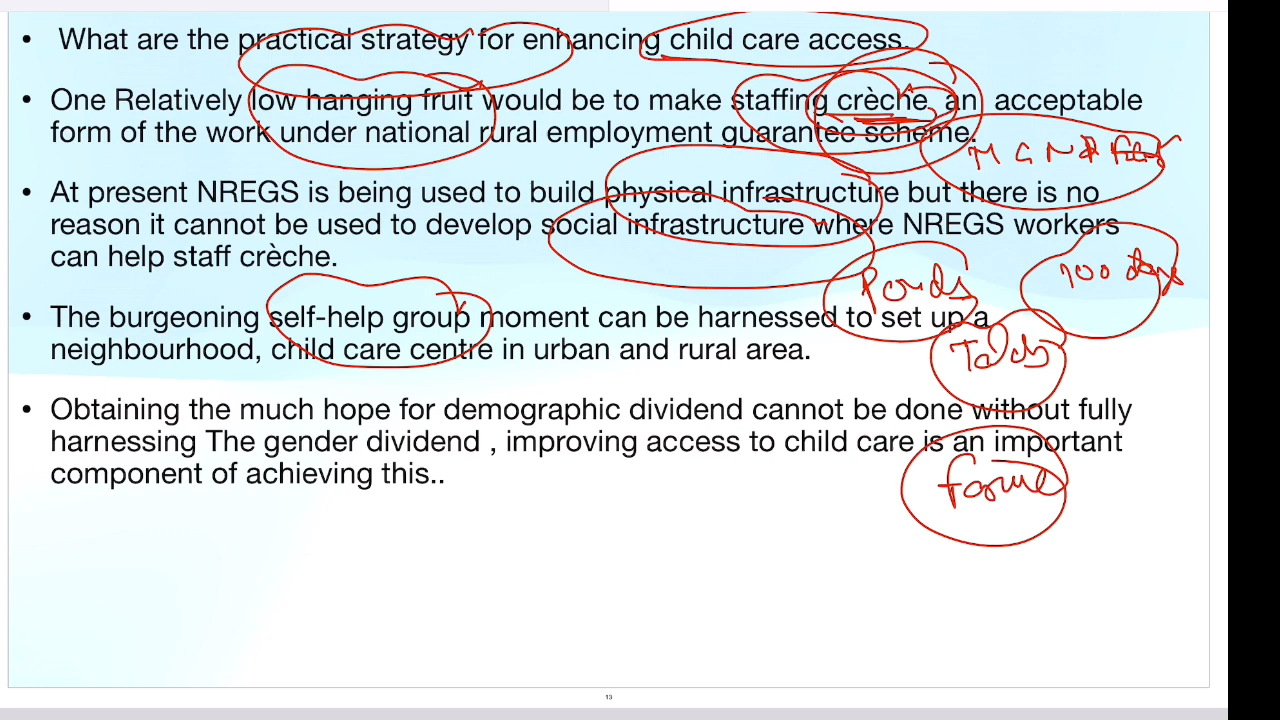 • What are the practical strategy for enhancing child care access.
• One Relatively low hanging fruit would be to make staffing crèche, an acceptable
form of the work under national rural employment guarantee scheme.
M G N R
• At present NREGS is being used to build physical infrastructure but there is no
reason it cannot be used to develop social infrastructure where NREGS workers
can help staff crèche.
100 days
Ponds
• The burgeoning self-help group moment can be harnessed to set up a
neighbourhood, child care centre in urban and rural area.
• Obtaining the much hope for demographic dividend cannot be done without fully
harnessing The gender dividend , improving access to child care is an important
component of achieving this..
13